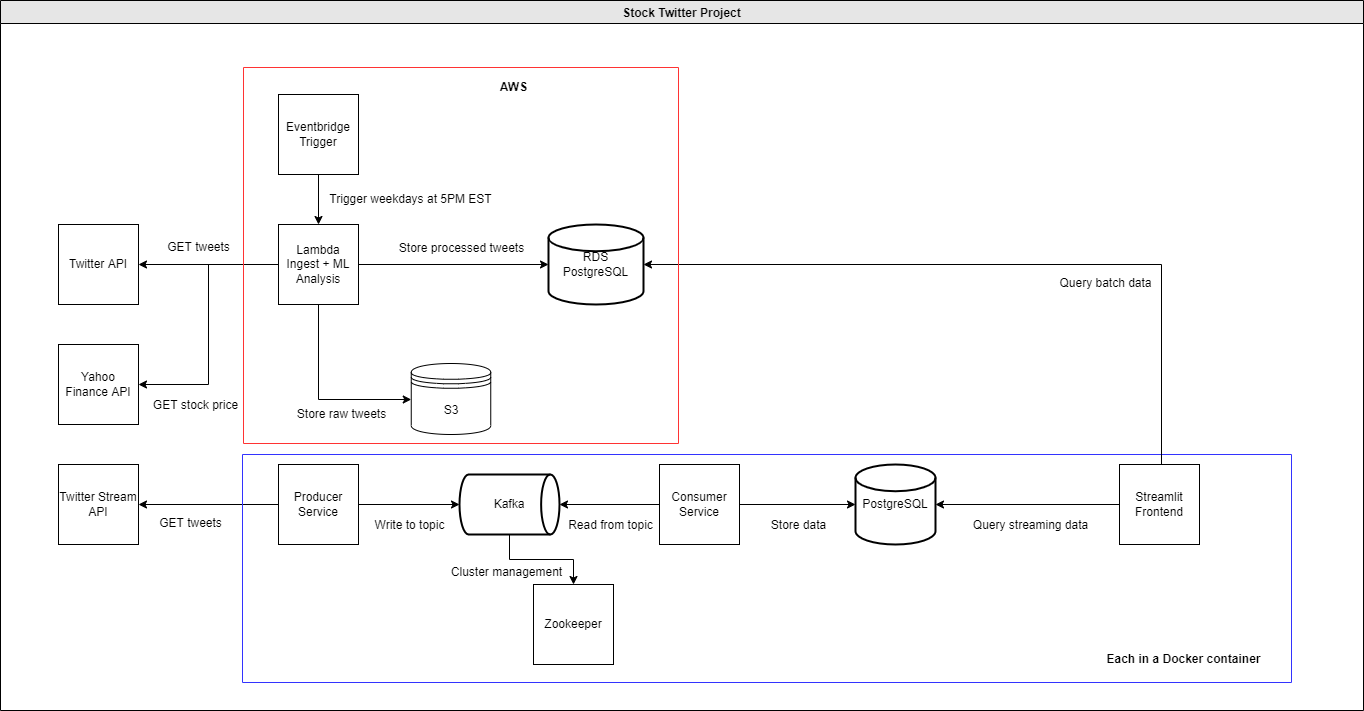 Stock Twitter Project
AWS
Eventbridge
Trigger
Trigger weekdays at 5PM EST
Twitter API
GET tweets
Lambda
Ingest + ML
Analysis
Store processed tweets
RDS
PostgreSQL
Query batch data
Yahoo
Finance API
GET stock price
Store raw tweets
S3
Twitter Stream
API
GET tweets
Producer
Service
Write to topic
Kafka
Read from topic
Consumer
Service
Store data
PostgreSQL
Query streaming data
Streamlit
Frontend
Cluster management
Zookeeper
Each in a Docker container